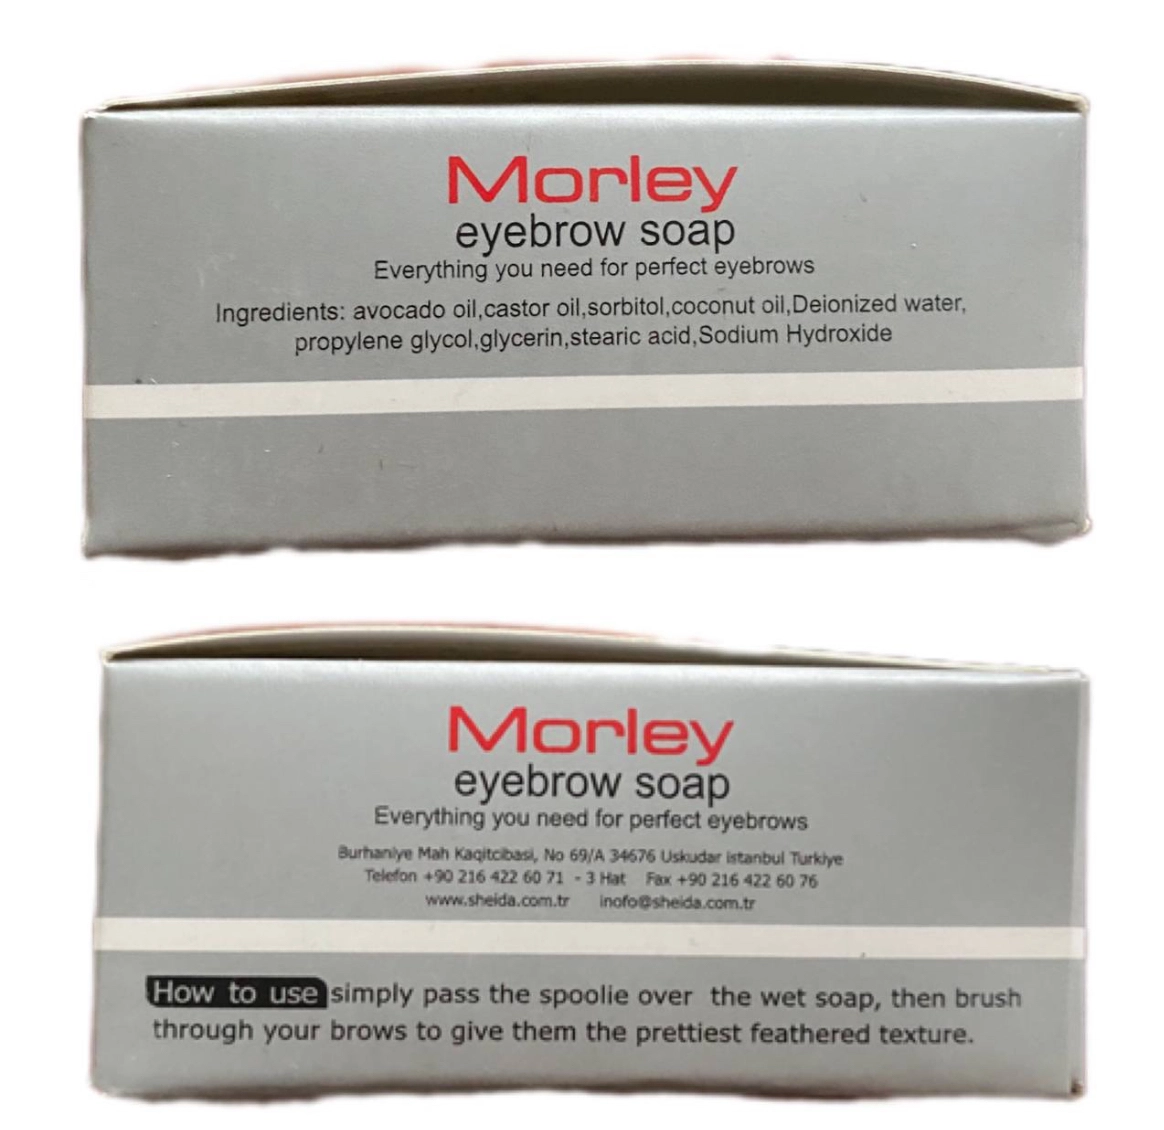 Morley
eyebrow soap
Everything you need for perfect eyebrows
Ingredients: avocado oil,castor oil,sorbitol,coconut oil,Deionized water,
propylene glycol,glycerin,stearic acid,Sodium Hydroxide
Morley
eyebrow soap
Everything you need for perfect eyebrows
Burhaniye Mah Kaqitcibasi, No 69/A 34676 Uskudar istanbul Turkiye
Telefon +90 216 422 60 71 - 3 Hat Fax +90 216 422 60 76
www.sheida.com.tr inofo@sheida.com.tr
How to use simply pass the spoolie over the wet soap, then brush
through your brows to give them the prettiest feathered texture.